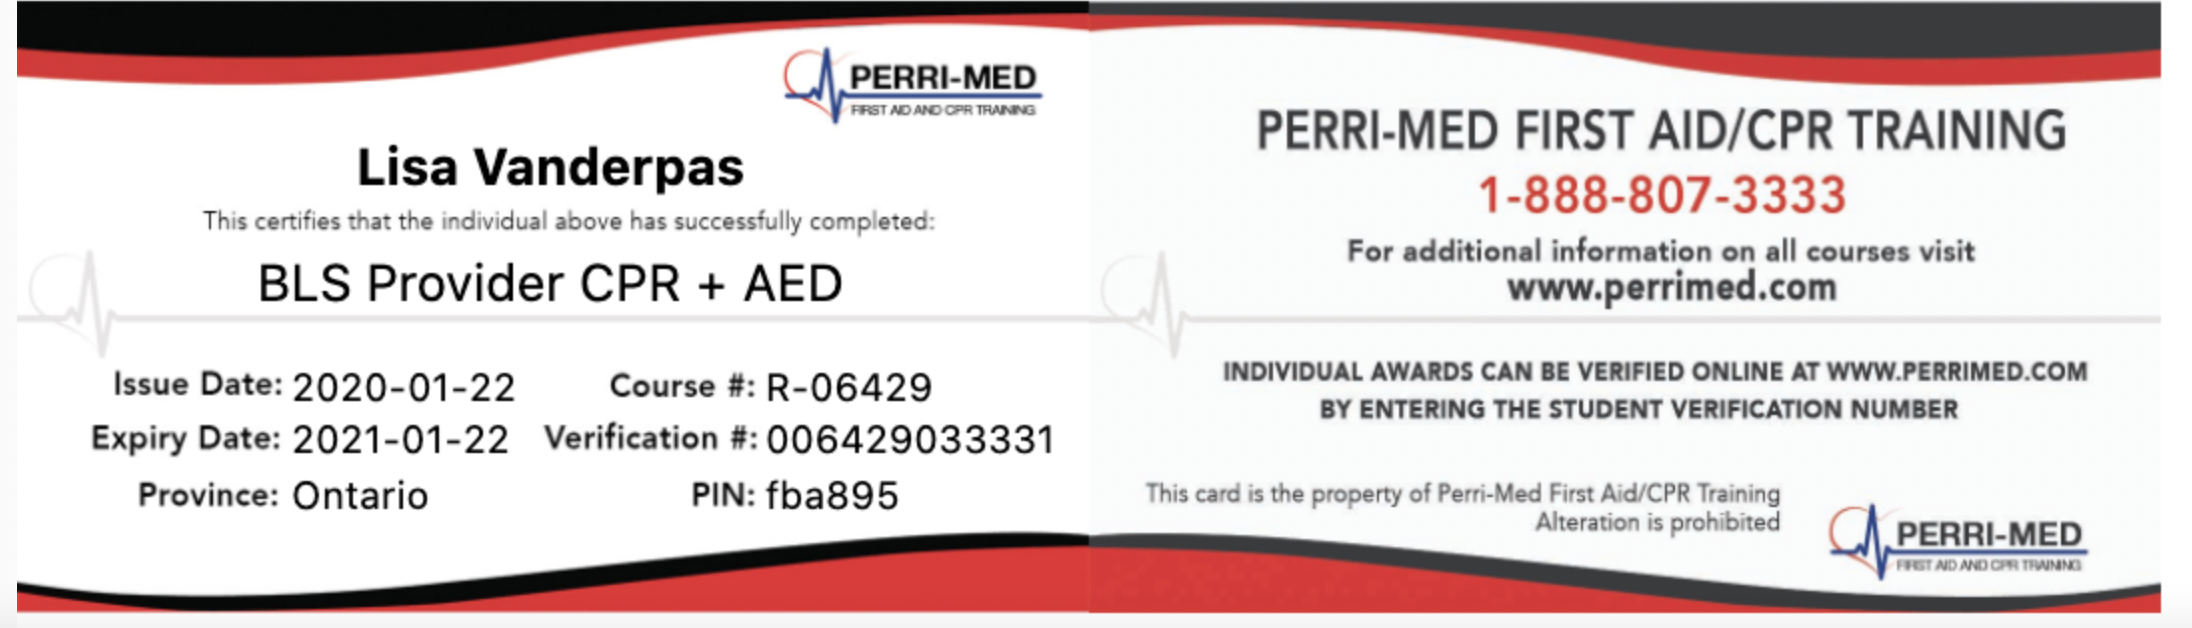 PERRI-MED
FIRST AID AND CPR TRAINING
Lisa Vanderpas
This certifies that the individual above has successfully completed:
BLS Provider CPR + AED
Issue Date: 2020-01-22 Course #: R-06429
Expiry Date: 2021-01-22 Verification #: 006429033331
Province: Ontario PIN: fba895
PERRI-MED FIRST AID/CPR TRAINING
1-888-807-3333
For additional information on all courses visit
www.perrimed.com
INDIVIDUAL AWARDS CAN BE VERIFIED ONLINE AT WWW.PERRIMED.COM
BY ENTERING THE STUDENT VERIFICATION NUMBER
This card is the property of Perri-Med First Aid/CPR Training
Alteration is prohibited
PERRI-MED
FIRST AID AND CPR TRAINING